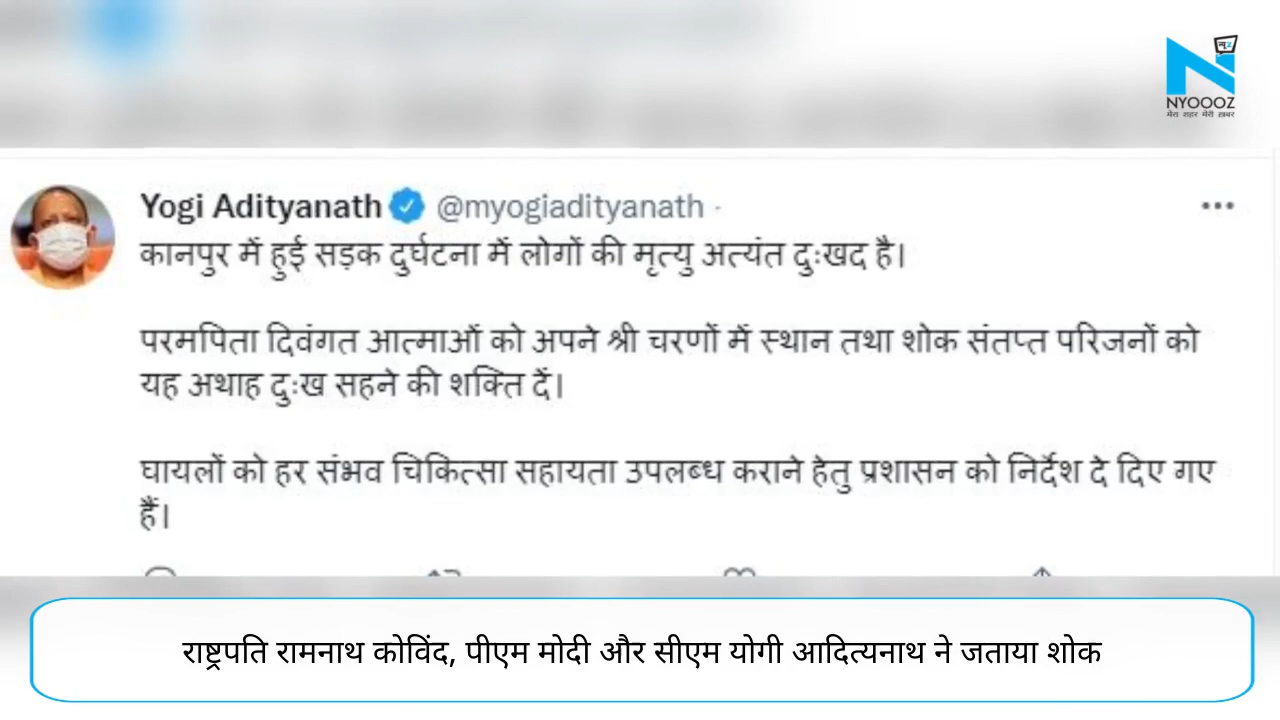 न्यूज़
NYOOOZ
मेरा शहर मेरी ख़बर
Yogi Adityanath @myogiadityanath ·
कानपुर में हुई सड़क दुर्घटना में लोगों की मृत्यु अत्यंत दुःखद है।
परमपिता दिवंगत आत्माओं को अपने श्री चरणों में स्थान तथा शोक संतप्त परिजनों को
यह अथाह दुःख सहने की शक्ति दें।
घायलों को हर संभव चिकित्सा सहायता उपलब्ध कराने हेतु प्रशासन को निर्देश दे दिए गए
हैं।
राष्ट्रपति रामनाथ कोविंद, पीएम मोदी और सीएम योगी आदित्यनाथ ने जताया शोक